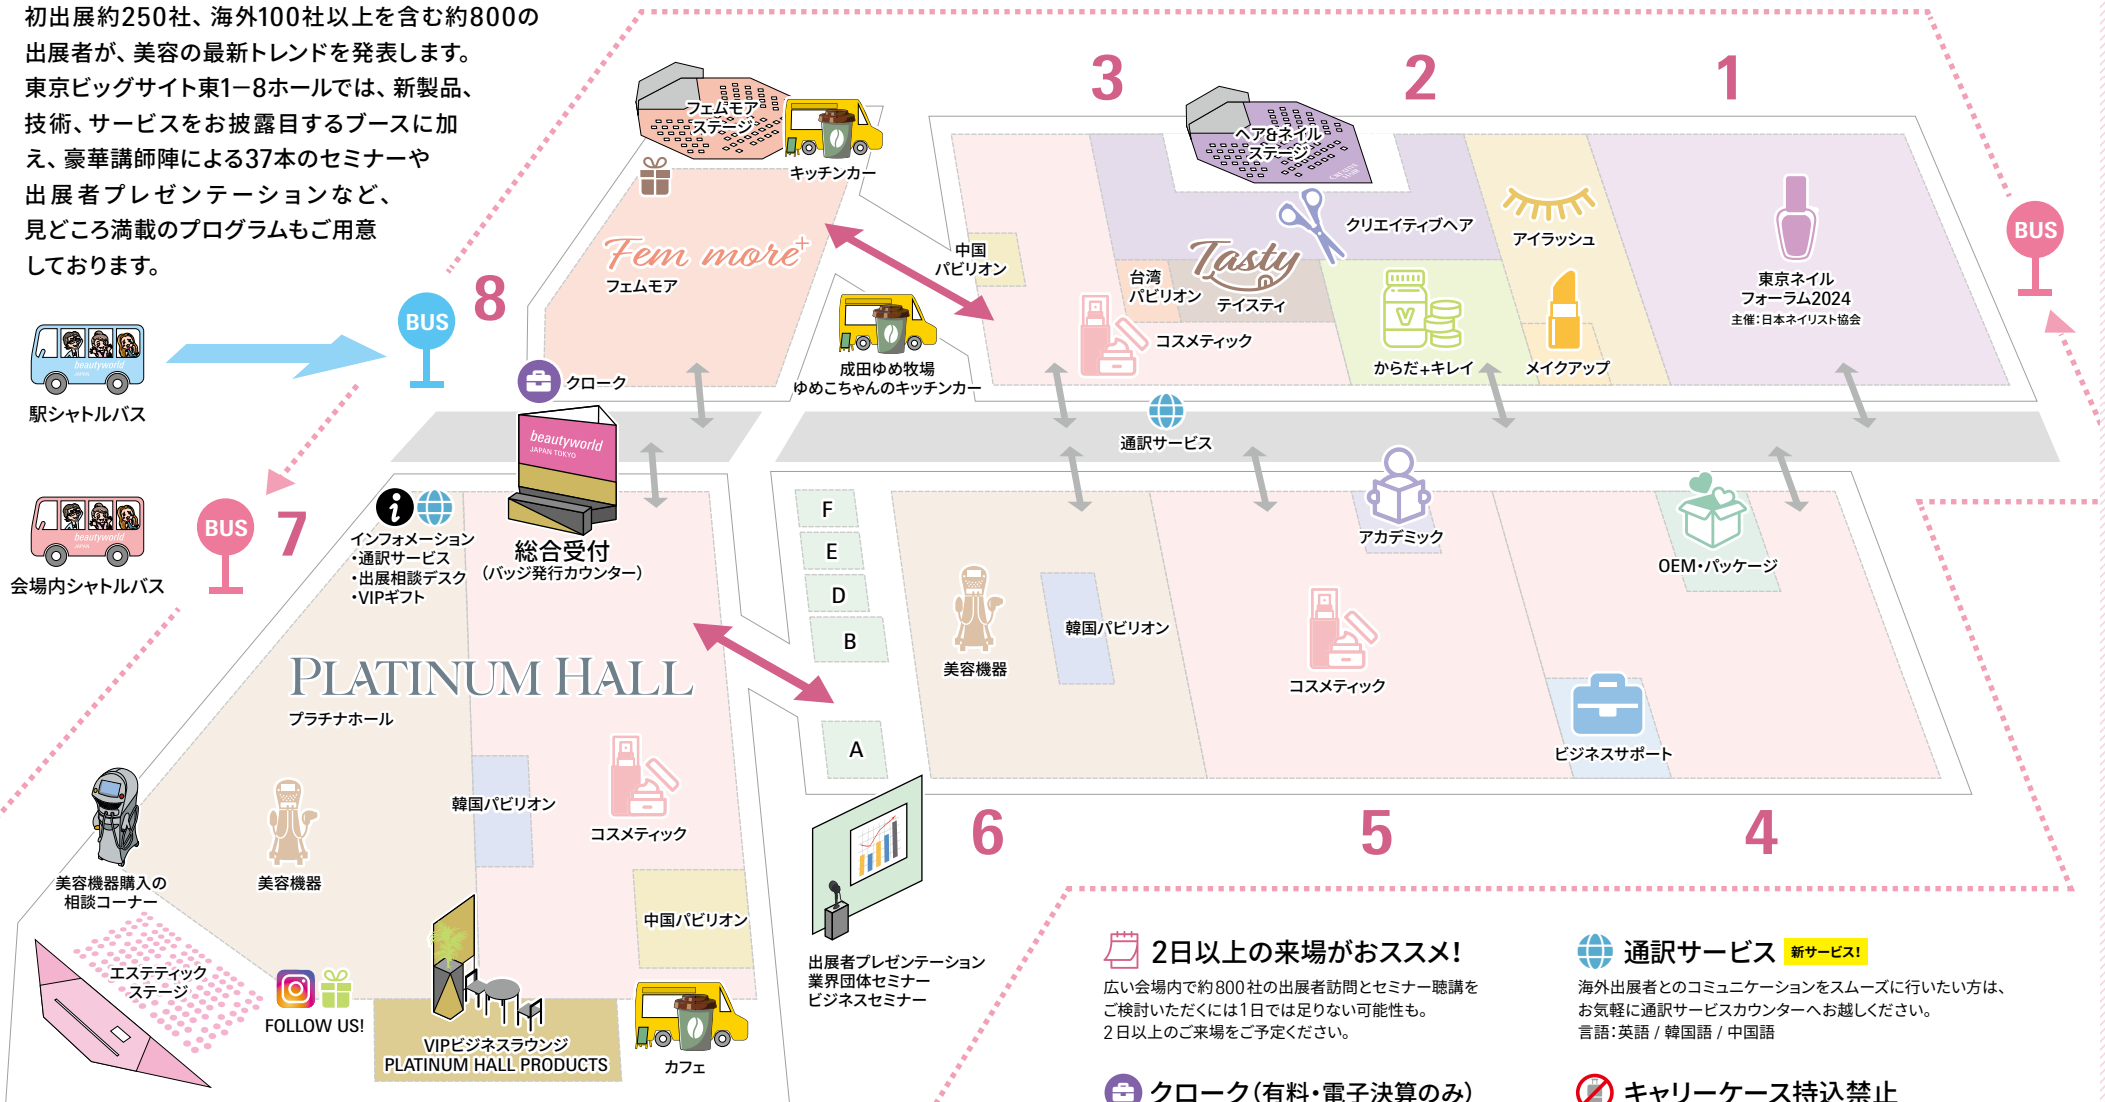 初出展約250社、海外100社以上を含む約800の
出展者が、美容の最新トレンドを発表します。
東京ビッグサイト東1−8ホールでは、新製品、
技術、サービスをお披露目するブースに加
え、豪華講師陣による37本のセミナーや
出展者プレゼンテーションなど、
見どころ満載のプログラムもご用意
しております。
3
2
1
フェムモア
ステージ
キッチンカー
ヘア&ネイル
ステージ
Fem more+
フェムモア
中国
パビリオン
クリエイティブヘア
アイラッシュ
台湾
パビリオン
Tasty
テイスティ
東京ネイル
フォーラム2024
主催:日本ネイリスト協会
BUS
8
BUS
コスメティック
からだ+キレイ
メイクアップ
成田ゆめ牧場
ゆめこちゃんのキッチンカー
beautyworld
JAPAN
駅シャトルバス
クローク
beautyworld
JAPAN TOKYO
通訳サービス
beautyworld
JAPAN
会場内シャトルバス
BUS
7
インフォメーション
・通訳サービス
・出展相談デスク
・VIPギフト
総合受付
(バッジ発行カウンター)
F
E
D
B
A
アカデミック
OEM・パッケージ
韓国パビリオン
美容機器
コスメティック
ビジネスサポート
PLATINUM HALL
プラチナホール
韓国パビリオン
コスメティック
美容機器購入の
相談コーナー
美容機器
中国パビリオン
6
5
4
エステティック
ステージ
FOLLOW US!
VIPビジネスラウンジ
PLATINUM HALL PRODUCTS
カフェ
出展者プレゼンテーション
業界団体セミナー
ビジネスセミナー
2日以上の来場がおススメ!
広い会場内で約800社の出展者訪問とセミナー聴講を
ご検討いただくには1日では足りない可能性も。
2日以上のご来場をご予定ください。
通訳サービス 新サービス!
海外出展者とのコミュニケーションをスムーズに行いたい方は、
お気軽に通訳サービスカウンターへお越しください。
言語:英語 / 韓国語 / 中国語
クローク(有料・電子決算のみ)
キャリーケース持込禁止